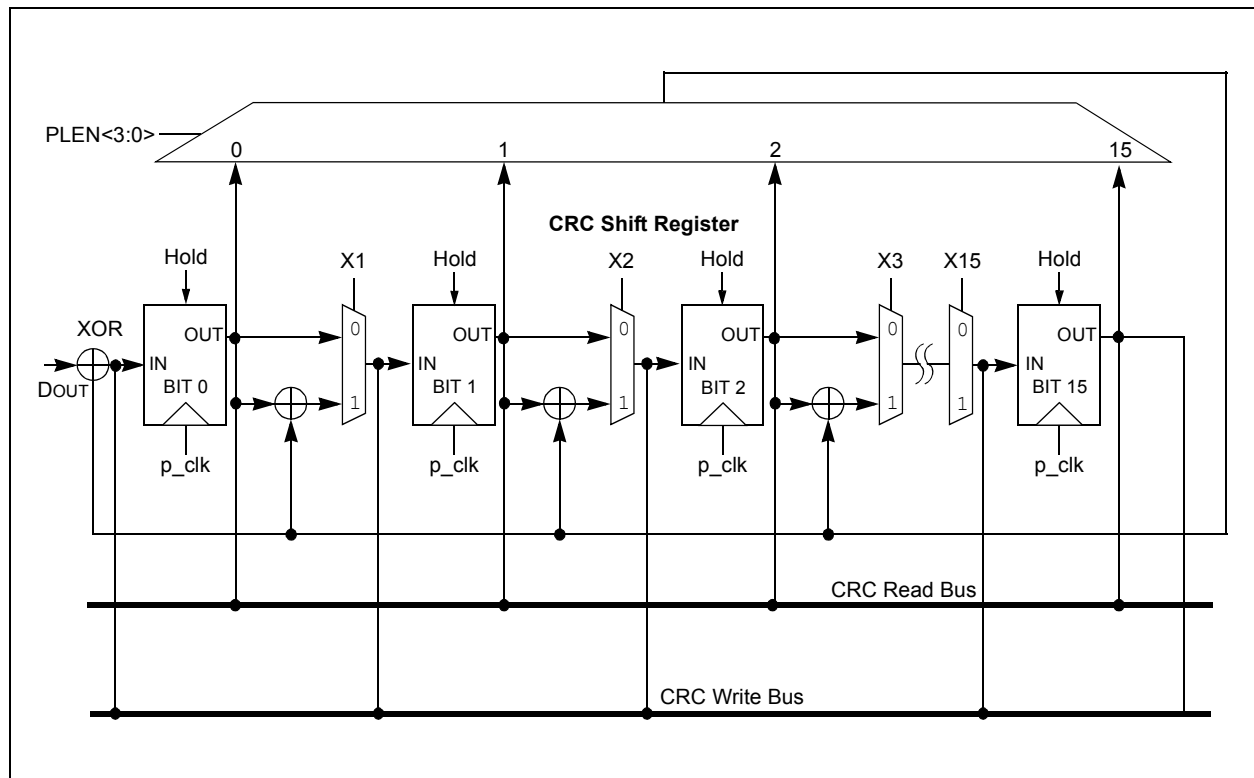 PLEN<3:0>
0 1 2 15
CRC Shift Register
Hold X1 Hold X2 Hold X3 X15 Hold
XOR
OUT 0 OUT 0 OUT 0 0 OUT
IN IN IN IN
DOUT
BIT 0 1 BIT 1 1 BIT 2 1 1 BIT 15
p_clk p_clk p_clk p_clk
CRC Read Bus
CRC Write Bus